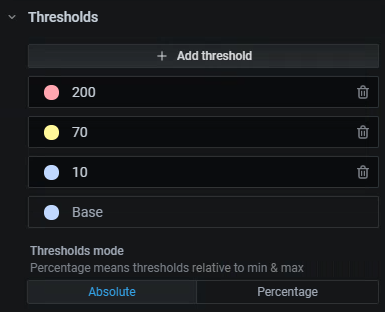 Thresholds
Add threshold
200
70
10
Base
Thresholds mode
Percentage means thresholds relative to min & max
Absolute
Percentage